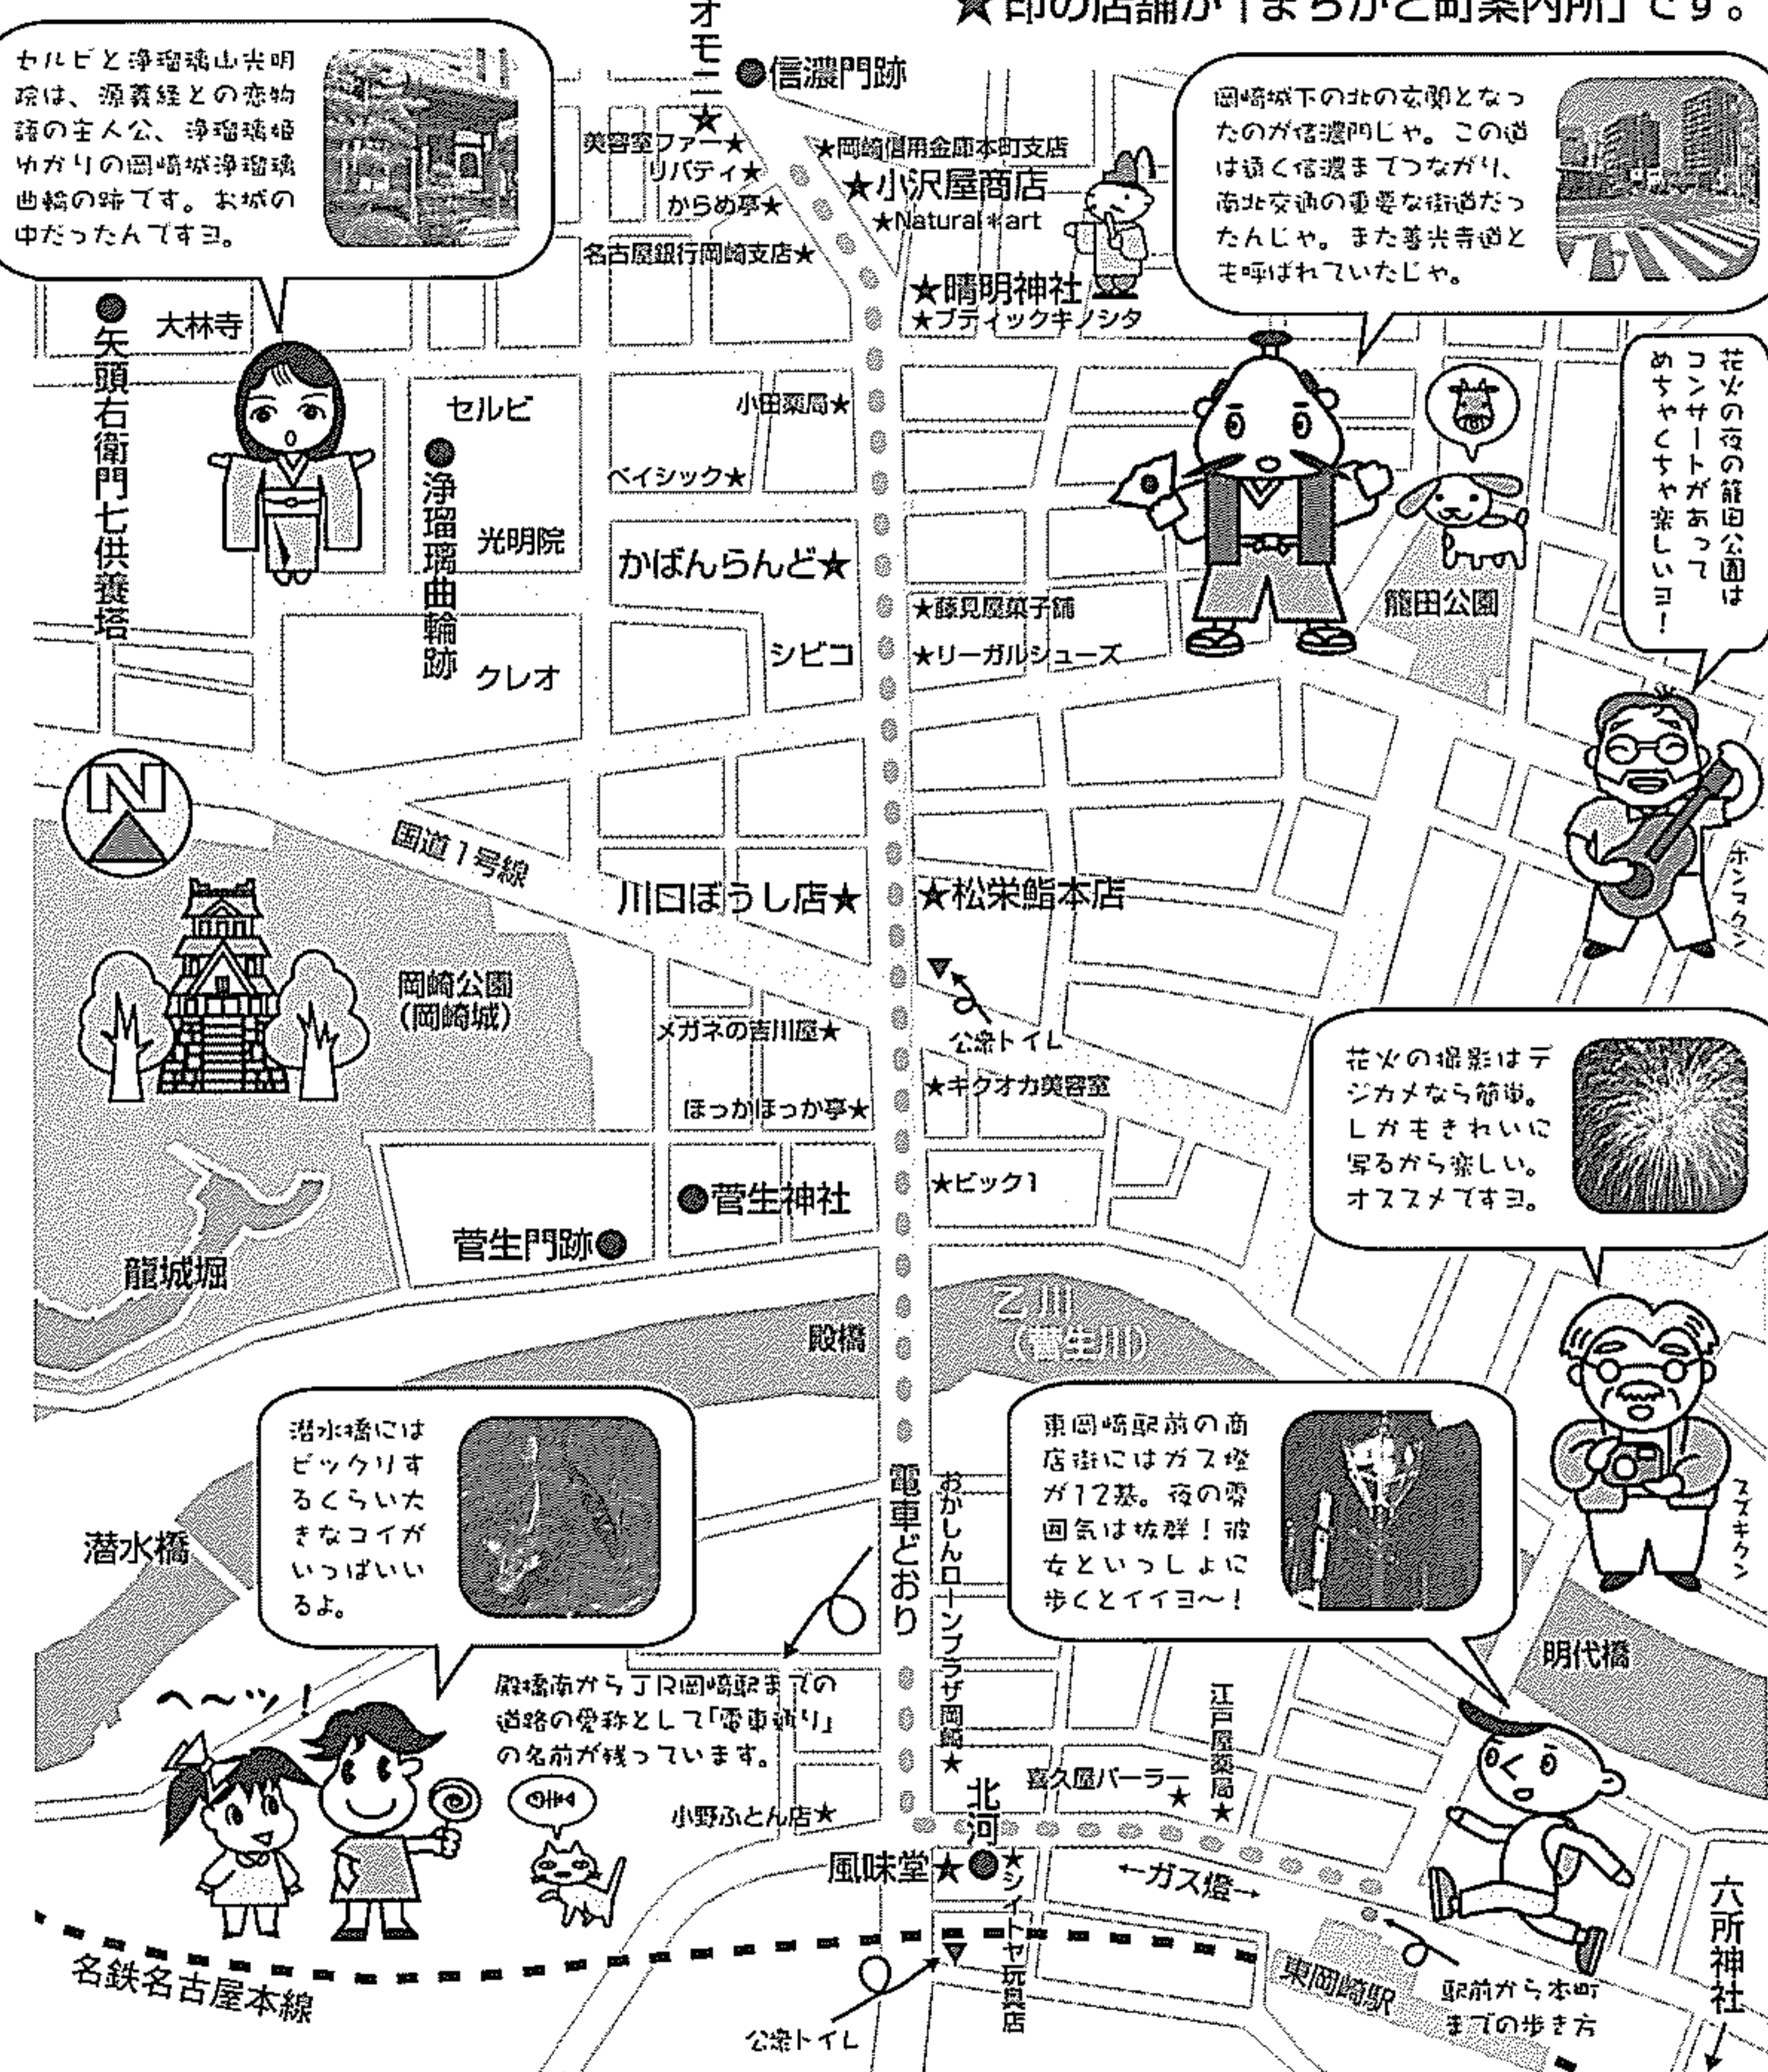 ★印の店舗が「まちかど町案内所」です。
セルビと浄瑠璃山光明
院は、源義経との恋物
語の主人公、浄瑠璃姫
ゆかりの岡崎城浄瑠璃
曲輪の跡です。お城の
中だったんですヨ。
オモニ★
●信濃門跡
岡崎城下の北の玄関となっ
たのが信濃門じゃ。この道
は遠く信濃までつながり、
南北交通の重要な街道だっ
たんじゃ。また善光寺道と
も呼ばれていたじゃ。
美容室ファー★
リバティ★
からめ亭★
名古屋銀行岡崎支店★
★岡崎信用金庫本町支店
★小沢屋商店
★Natural*art
★晴明神社
★ブティックキノシタ
●矢頭右衛門七供養塔
大林寺
セルビ
●浄瑠璃曲輪跡
光明院
クレオ
小田薬局★
ベイシック★
かばんらんど★
シビコ
★藤見屋菓子舗
★リーガルシューズ
籠田公園
花火の夜の籠田公園は
コンサートがあって
めちゃくちゃ楽しいヨ!
ホンマクン
N
国道1号線
川口ぼうし店★
★松栄鮨本店
岡崎公園
(岡崎城)
メガネの吉川屋★
公衆トイレ
★キクオカ美容室
ほっかほっか亭★
花火の撮影はデ
ジカメなら簡単。
しかもきれいに
写るから楽しい。
オススメですヨ。
★ビック1
●菅生神社
菅生門跡●
龍城堀
乙川
(菅生川)
殿橋
潜水橋には
ビックリす
るくらい大
きなコイが
いっぱいい
るよ。
東岡崎駅前の商
店街にはガス燈
が12基。夜の雰
囲気は抜群!彼
女といっしょに
歩くとイイヨ〜!
スズキクン
潜水橋
電車どおり
おかしんローンプラザ岡崎★
明代橋
ヘ〜ッ!
殿橋南からJR岡崎駅までの
道路の愛称として「電車通り」
の名前が残っています。
江戸屋薬局★
喜久屋パーラー★
小野ふとん店★
北河●
風味堂★
★シイトヤ玩具店
←ガス燈→
六所神社
名鉄名古屋本線
東岡崎駅
駅前から本町
までの歩き方
公衆トイレ